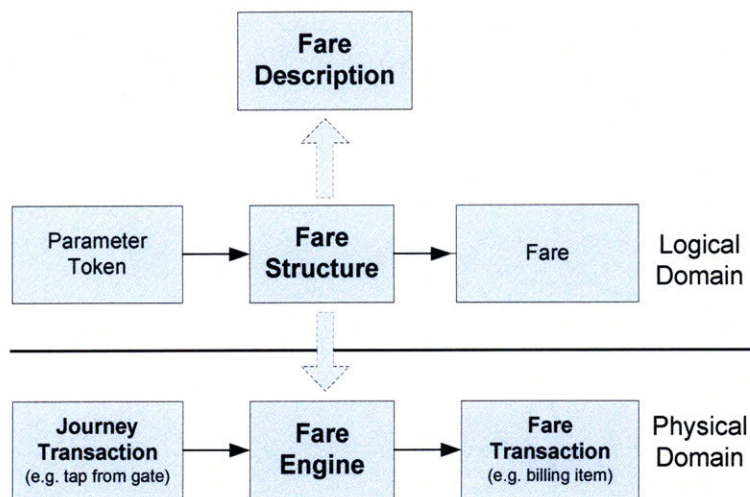 Fare
Description
Parameter
Token
Fare
Structure
Fare
Logical
Domain
Journey
Transaction
(e.g. tap from gate)
Fare
Engine
Fare
Transaction
(e.g. billing item)
Physical
Domain